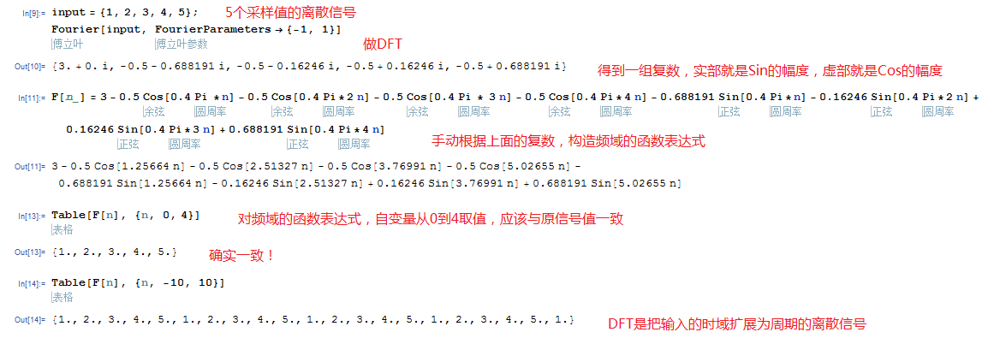 In[9]:= input = {1, 2, 3, 4, 5}; 5个采样值的离散信号
Fourier[input, FourierParameters → {-1, 1}]
傅立叶 傅立叶参数 做DFT
Out[10]= {3. + 0. i, -0.5 - 0.688191 i, -0.5 - 0.16246 i, -0.5 + 0.16246 i, -0.5 + 0.688191 i}
得到一组复数，实部就是Sin的幅度，虚部就是Cos的幅度
In[11]:= F[n_] = 3 - 0.5 Cos[0.4 Pi * n] - 0.5 Cos[0.4 Pi * 2 n] - 0.5 Cos[0.4 Pi * 3 n] - 0.5 Cos[0.4 Pi * 4 n] - 0.688191 Sin[0.4 Pi * n] - 0.16246 Sin[0.4 Pi * 2 n] +
余弦 圆周率 余弦 圆周率 余弦 圆周率 余弦 圆周率 正弦 圆周率 正弦 圆周率
0.16246 Sin[0.4 Pi * 3 n] + 0.688191 Sin[0.4 Pi * 4 n]
正弦 圆周率 正弦 圆周率 手动根据上面的复数，构造频域的函数表达式
Out[11]= 3 - 0.5 Cos[1.25664 n] - 0.5 Cos[2.51327 n] - 0.5 Cos[3.76991 n] - 0.5 Cos[5.02655 n] -
0.688191 Sin[1.25664 n] - 0.16246 Sin[2.51327 n] + 0.16246 Sin[3.76991 n] + 0.688191 Sin[5.02655 n]
In[13]:= Table[F[n], {n, 0, 4}] 对频域的函数表达式，自变量从0到4取值，应该与原信号值一致
表格
Out[13]= {1., 2., 3., 4., 5.} 确实一致！
In[14]:= Table[F[n], {n, -10, 10}]
表格
Out[14]= {1., 2., 3., 4., 5., 1., 2., 3., 4., 5., 1., 2., 3., 4., 5., 1., 2., 3., 4., 5., 1.} DFT是把输入的时域扩展为周期的离散信号